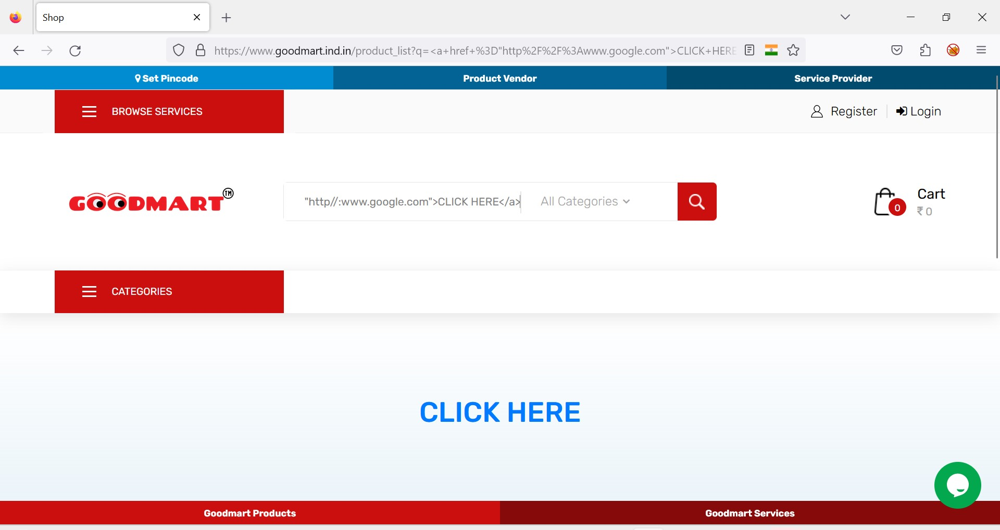 Shop
https://www.goodmart.ind.in/product_list?q=<a+href+%3D"http%2F%2F%3Awww.google.com">CLICK+HERE
Set Pincode
Product Vendor
Service Provider
BROWSE SERVICES
Register
Login
GOODMART TM
"http//:www.google.com">CLICK HERE</a>
All Categories
0
Cart
₹ 0
CATEGORIES
CLICK HERE
Goodmart Products
Goodmart Services